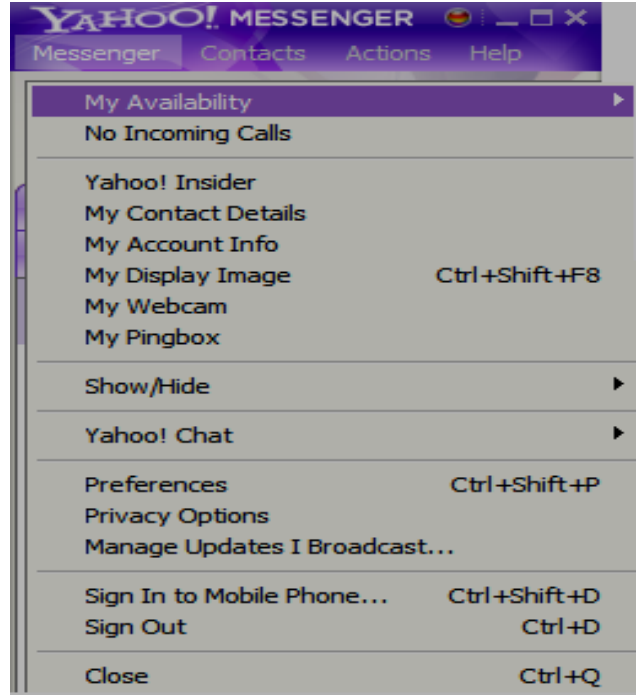 YAHOO! MESSENGER
Messenger Contacts Actions Help
My Availability
No Incoming Calls
Yahoo! Insider
My Contact Details
My Account Info
My Display Image Ctrl+Shift+F8
My Webcam
My Pingbox
Show/Hide
Yahoo! Chat
Preferences Ctrl+Shift+P
Privacy Options
Manage Updates I Broadcast...
Sign In to Mobile Phone... Ctrl+Shift+D
Sign Out Ctrl+D
Close Ctrl+Q